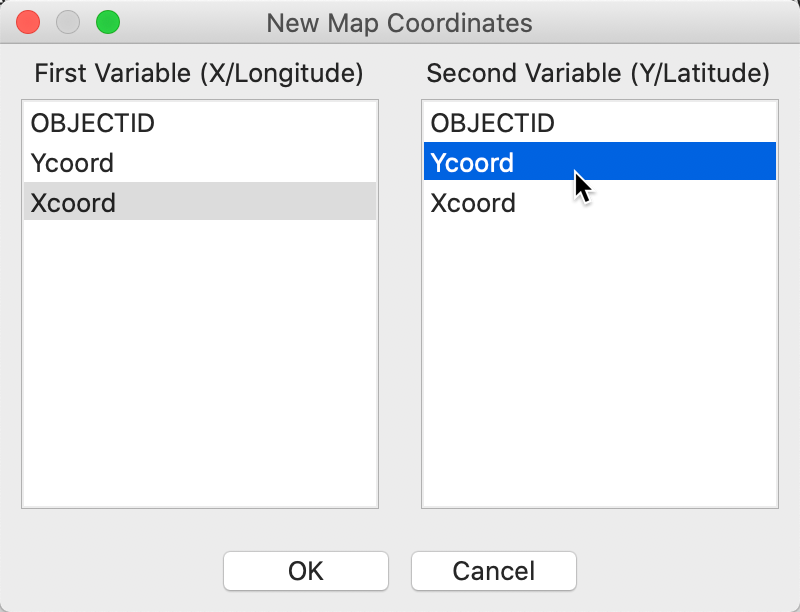 New Map Coordinates
First Variable (X/Longitude)
Second Variable (Y/Latitude)
OBJECTID
Ycoord
Xcoord
OBJECTID
Ycoord
Xcoord
OK
Cancel